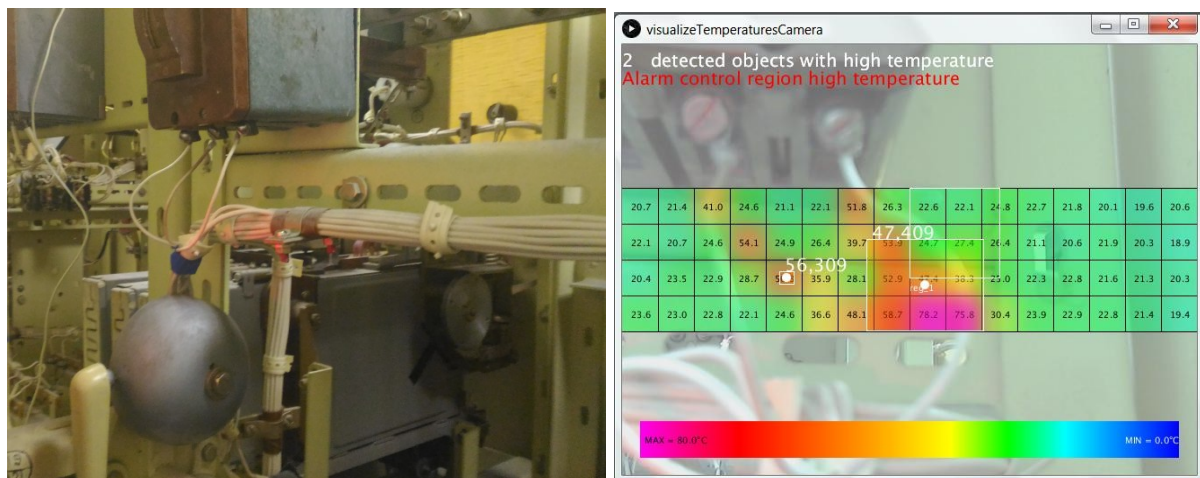 visualizeTemperaturesCamera
2 detected objects with high temperature
Alarm control region high temperature
20.7 21.4 41.0 24.6 21.1 22.1 51.8 26.3 22.6 22.1 24.8 22.7 21.8 20.1 19.6 20.6
47,409
22.1 20.7 24.6 54.1 24.9 26.4 39.7 53.9 24.7 27.4 26.4 21.1 20.6 21.9 20.3 18.9
56,309
20.4 23.5 22.9 28.7 35.9 28.1 52.9 47.4 38.3 22.3 22.8 21.6 21.3 20.3
reg_1
23.6 23.0 22.8 22.1 24.6 36.6 48.1 58.7 78.2 75.8 30.4 23.9 22.9 22.8 21.4 19.4
MAX = 80.0°C MIN = 0.0°C